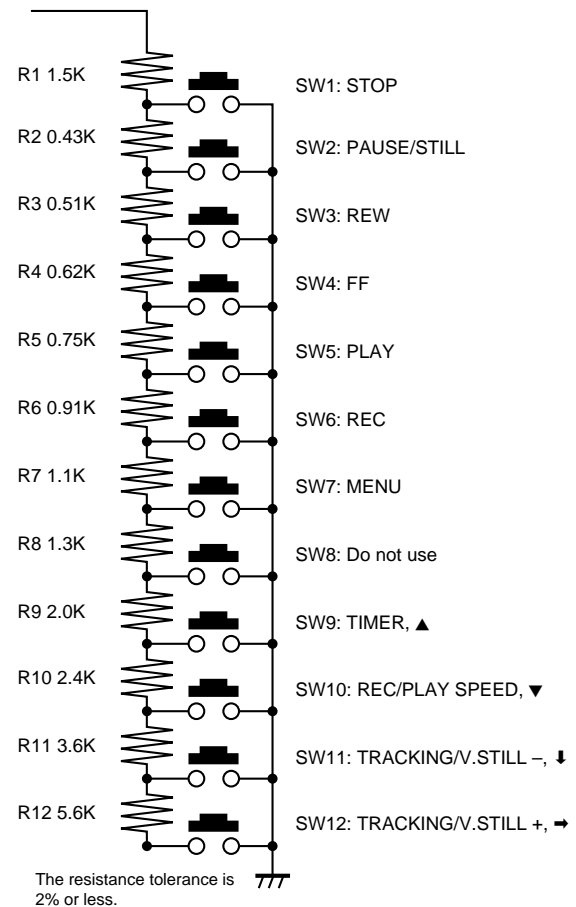 R1 1.5K
SW1: STOP
R2 0.43K
SW2: PAUSE/STILL
R3 0.51K
SW3: REW
R4 0.62K
SW4: FF
R5 0.75K
SW5: PLAY
R6 0.91K
SW6: REC
R7 1.1K
SW7: MENU
R8 1.3K
SW8: Do not use
R9 2.0K
SW9: TIMER, ▲
R10 2.4K
SW10: REC/PLAY SPEED, ▼
R11 3.6K
SW11: TRACKING/V.STILL –, ⬇
R12 5.6K
SW12: TRACKING/V.STILL +, ➡
The resistance tolerance is
2% or less.